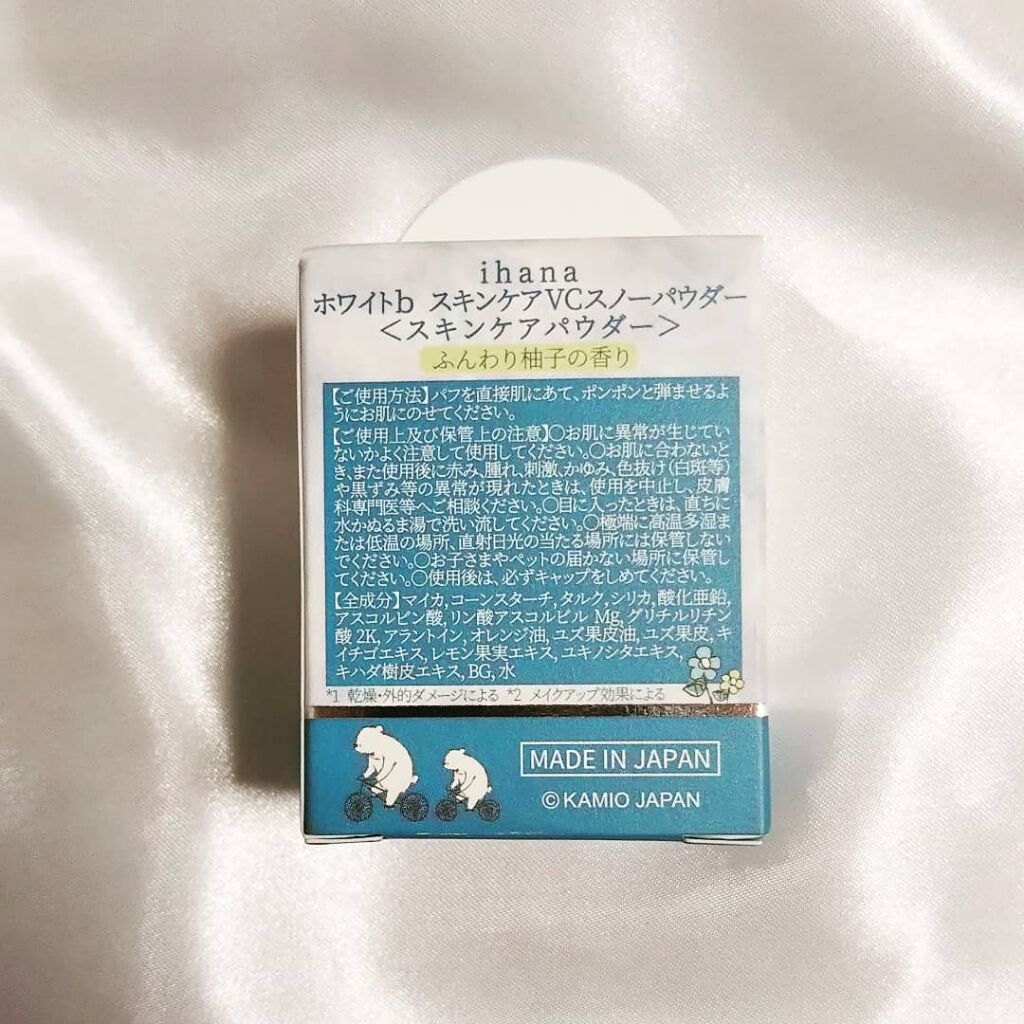 ihana
ホワイトb スキンケアVCスノーパウダー
＜スキンケアパウダー＞
ふんわり柚子の香り
【ご使用方法】パフを直接肌にあて、ポンポンと弾ませるよ
うにお肌にのせてください。
【ご使用上及び保管上の注意】○お肌に異常が生じてい
ないかよく注意して使用してください。○お肌に合わないと
き、また使用後に赤み、腫れ、刺激、かゆみ、色抜け（白斑等）
や黒ずみ等の異常が現れたときは、使用を中止し、皮膚
科専門医等へご相談ください。○目に入ったときは、直ちに
水かぬるま湯で洗い流してください。○極端に高温多湿ま
たは低温の場所、直射日光の当たる場所には保管しない
でください。○お子さまやペットの届かない場所に保管し
てください。○使用後は、必ずキャップをしめてください。
【全成分】マイカ,コーンスターチ,タルク,シリカ,酸化亜鉛,
アスコルビン酸,リン酸アスコルビル Mg,グリチルリチン
酸 2K,アラントイン,オレンジ油,ユズ果皮油,ユズ果皮,キ
イチゴエキス,レモン果実エキス,ユキノシタエキス,
キハダ樹皮エキス,BG,水
*1 乾燥・外的ダメージによる *2 メイクアップ効果による
MADE IN JAPAN
©KAMIO JAPAN